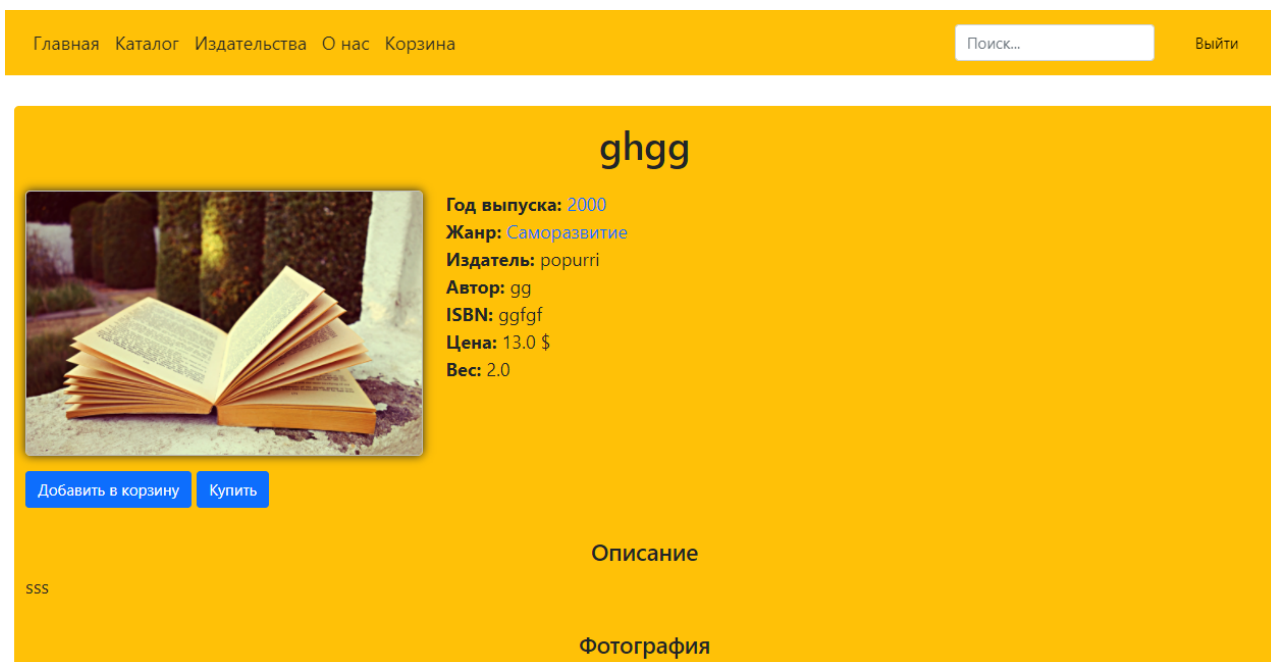 Главная Каталог Издательства О нас Корзина Поиск... Выйти
ghgg
Год выпуска: 2000
Жанр: Саморазвитие
Издатель: popurri
Автор: gg
ISBN: ggfgf
Цена: 13.0 $
Вес: 2.0
Добавить в корзину Купить
Описание
sss
Фотография